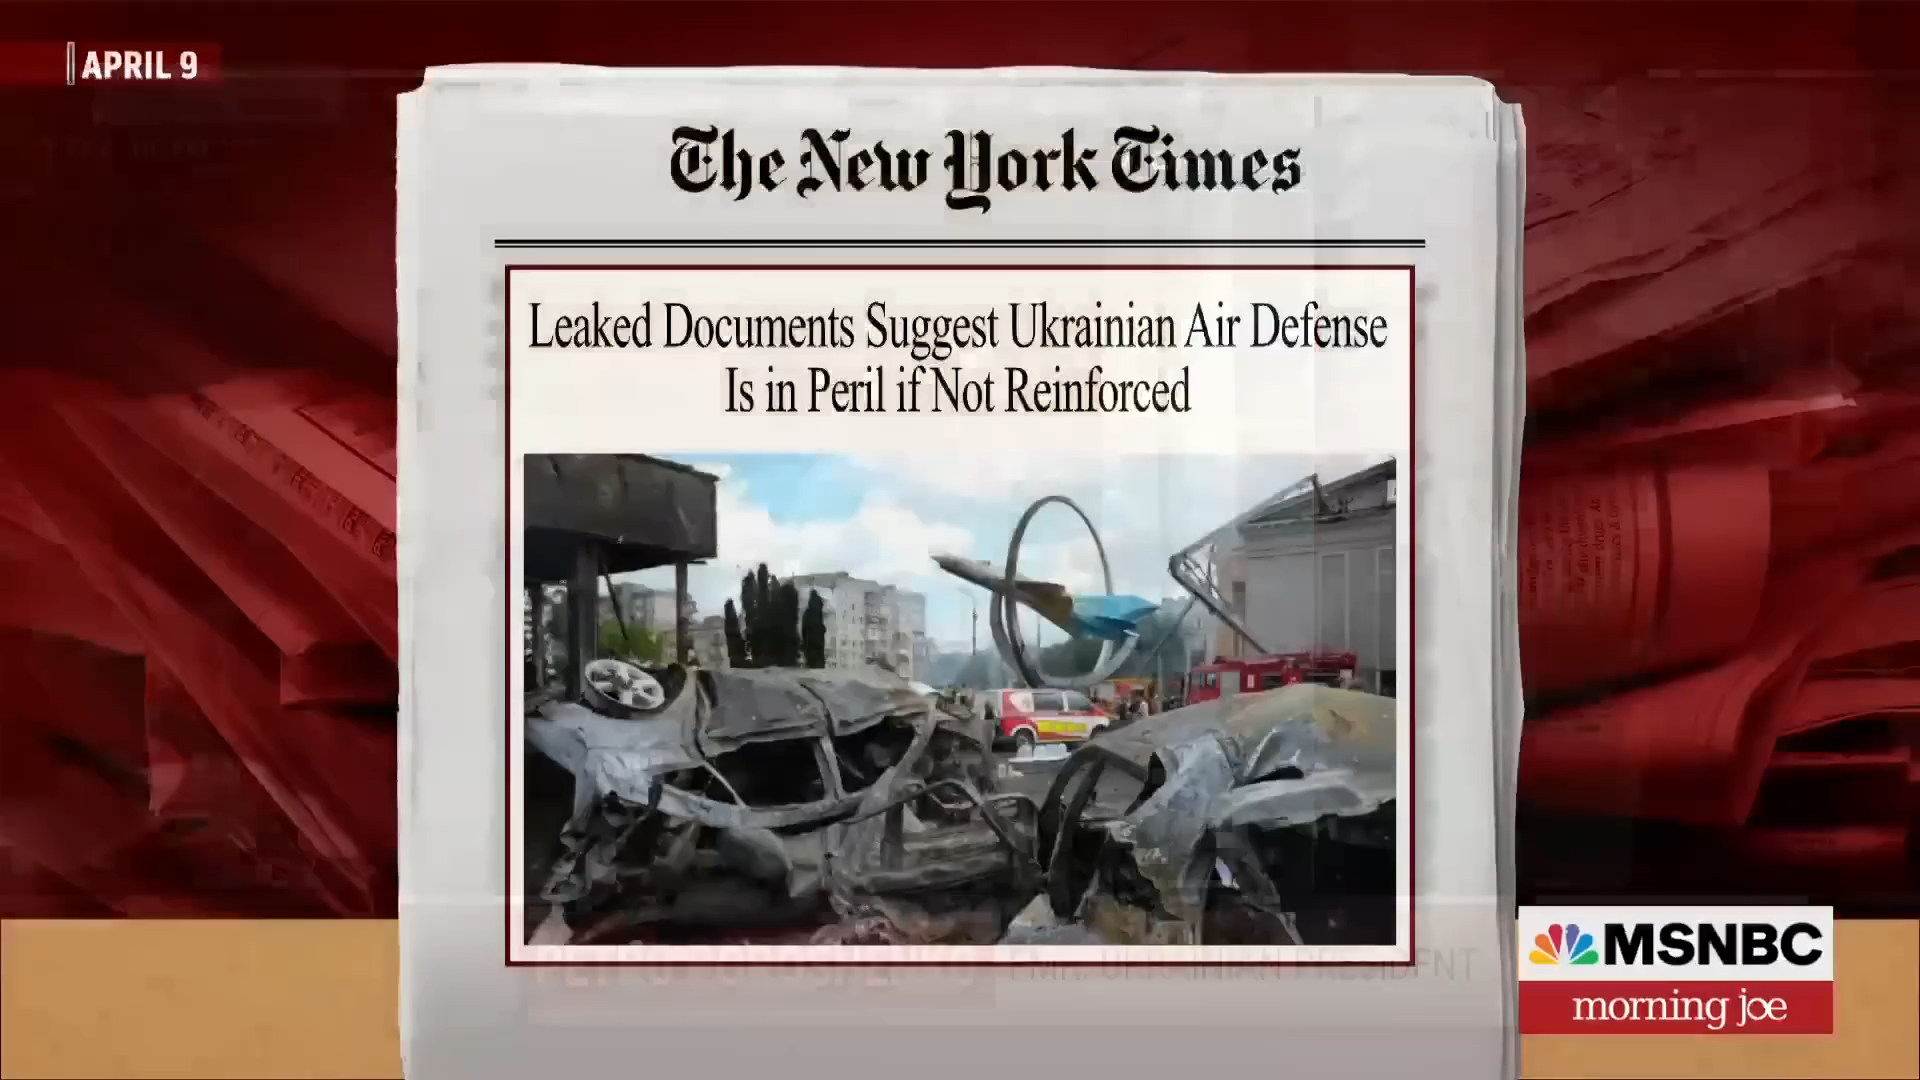 APRIL 9
The New York Times
Leaked Documents Suggest Ukrainian Air Defense
Is in Peril if Not Reinforced
MSNBC
morning joe